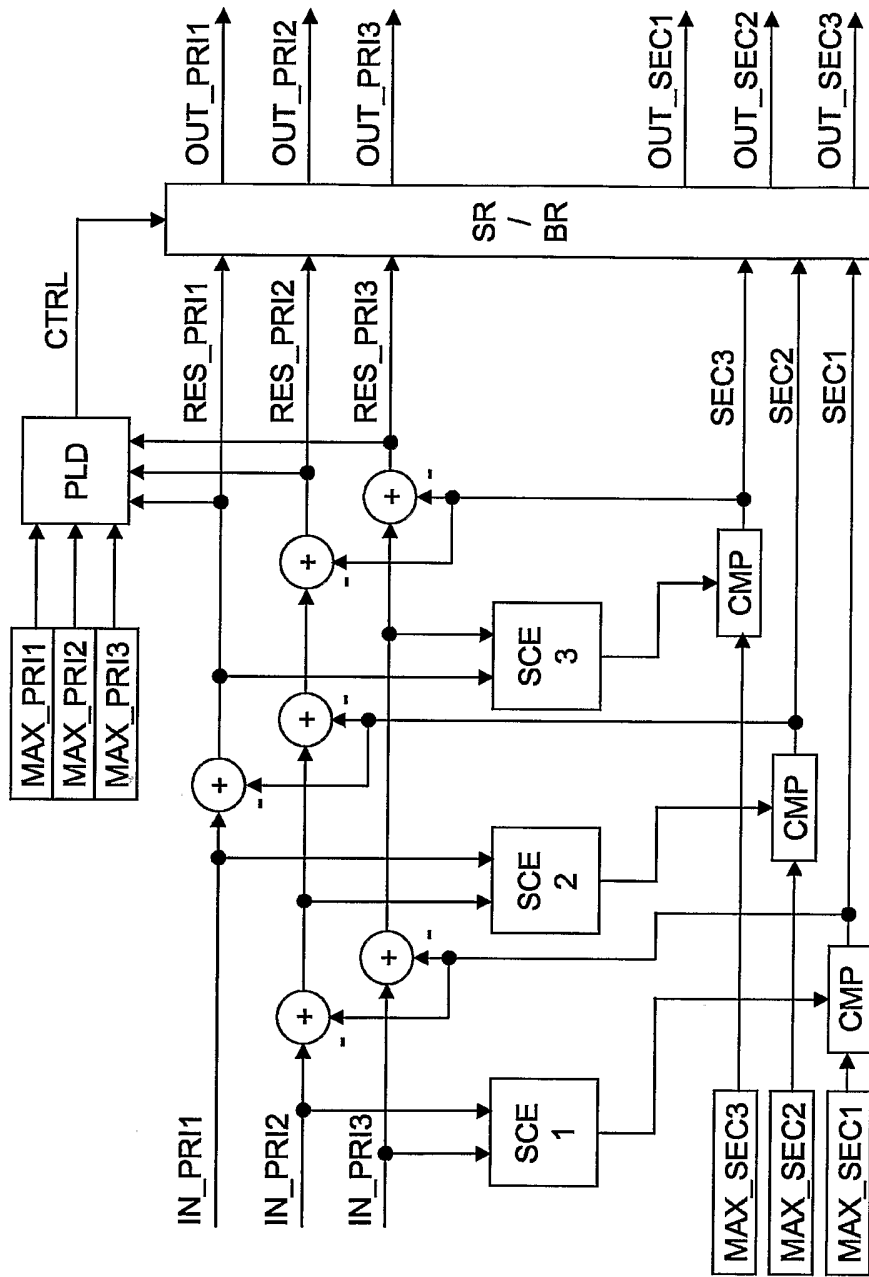 MAX_PRI1
MAX_PRI2
MAX_PRI3
PLD
CTRL
IN_PRI1
+
-
RES_PRI1
OUT_PRI1
IN_PRI2
+
-
+
-
+
-
RES_PRI2
OUT_PRI2
IN_PRI3
+
-
+
-
RES_PRI3
OUT_PRI3
SR
/
BR
SCE
1
SCE
2
SCE
3
MAX_SEC3
CMP
SEC3
OUT_SEC1
MAX_SEC2
CMP
SEC2
OUT_SEC2
MAX_SEC1
CMP
SEC1
OUT_SEC3